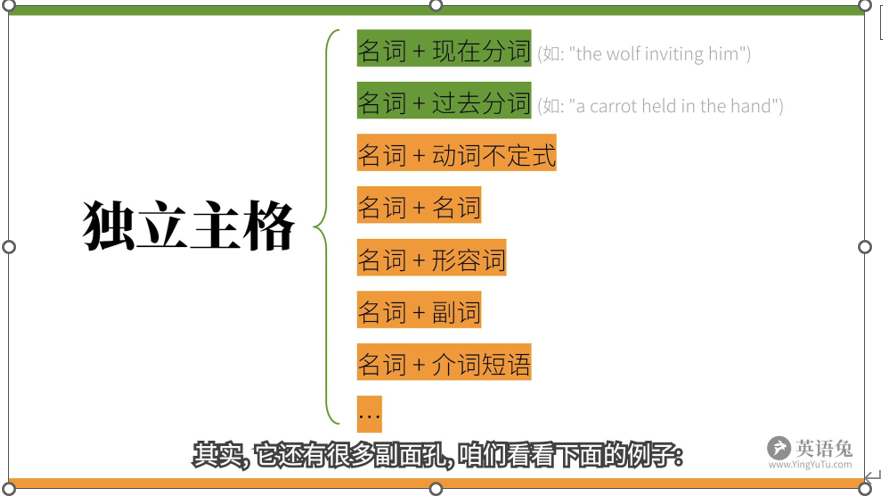 独立主格
名词 + 现在分词 (如: "the wolf inviting him")
名词 + 过去分词 (如: "a carrot held in the hand")
名词 + 动词不定式
名词 + 名词
名词 + 形容词
名词 + 副词
名词 + 介词短语
...
其实, 它还有很多副面孔, 咱们看看下面的例子:
英语兔
www.YingYuTu.com